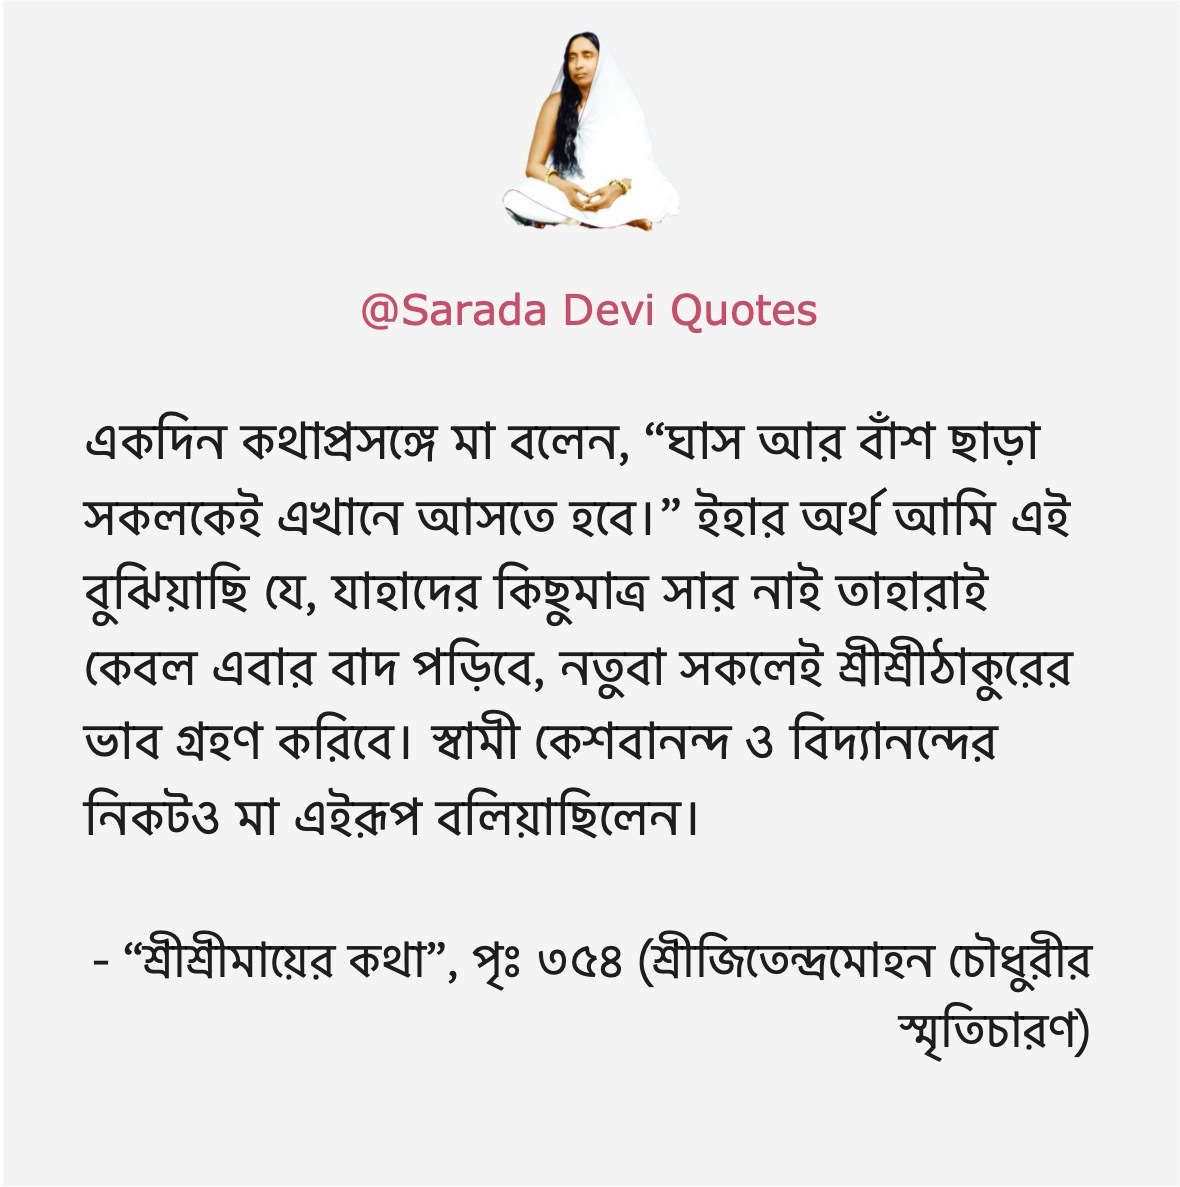 @Sarada Devi Quotes
একদিন কথাপ্রসঙ্গে মা বলেন, “ঘাস আর বাঁশ ছাড়া
সকলকেই এখানে আসতে হবে।” ইহার অর্থ আমি এই
বুঝিয়াছি যে, যাহাদের কিছুমাত্র সার নাই তাহারাই
কেবল এবার বাদ পড়িবে, নতুবা সকলেই শ্রীশ্রীঠাকুরের
ভাব গ্রহণ করিবে। স্বামী কেশবানন্দ ও বিদ্যানন্দের
নিকটও মা এইরূপ বলিয়াছিলেন।
- “শ্রীশ্রীমায়ের কথা”, পৃঃ ৩৫৪ (শ্রীজিতেন্দ্রমোহন চৌধুরীর
স্মৃতিচারণ)